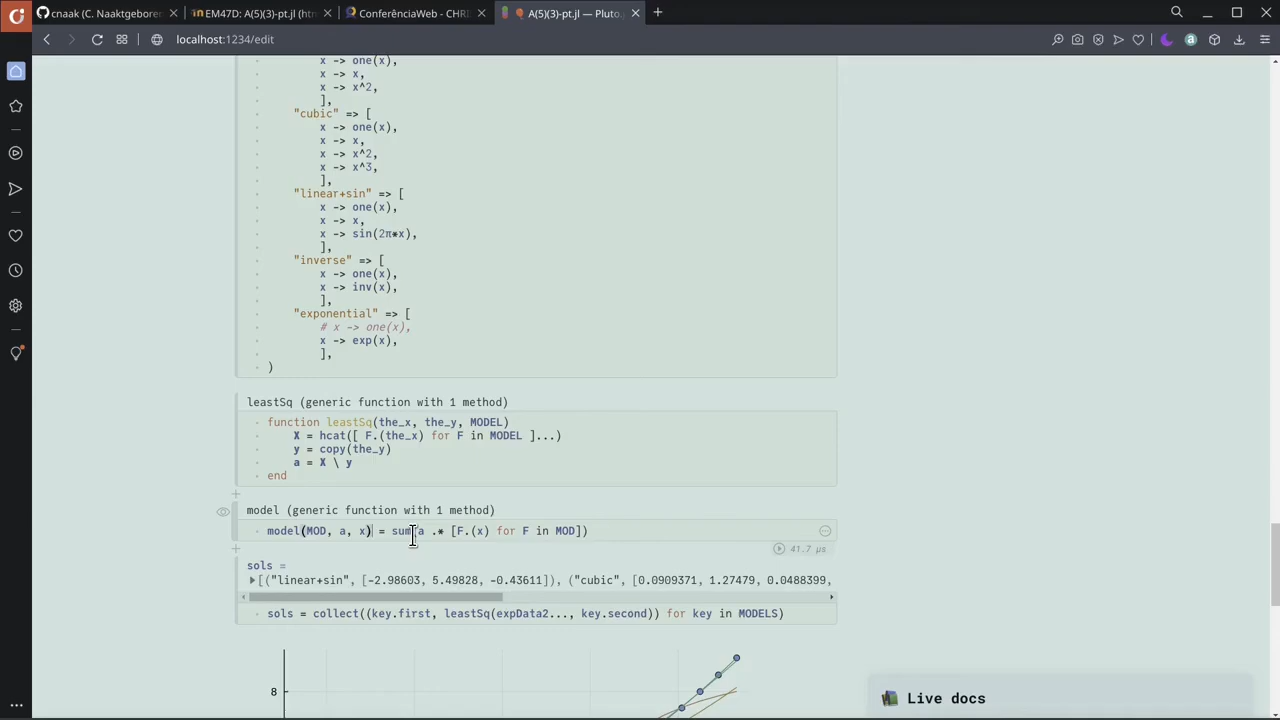 cnaak (C. Naaktgebore
EM47D: A(5)(3)-pt.jl (ht
ConferênciaWeb - CHRI
A(5)(3)-pt.jl — Pluto.j
localhost:1234/edit
x -> one(x),
x -> x,
x -> x^2,
],
"cubic" => [
x -> one(x),
x -> x,
x -> x^2,
x -> x^3,
],
"linear+sin" => [
x -> one(x),
x -> x,
x -> sin(2π*x),
],
"inverse" => [
x -> one(x),
x -> inv(x),
],
"exponential" => [
# x -> one(x),
x -> exp(x),
],
)
leastSq (generic function with 1 method)
function leastSq(the_x, the_y, MODEL)
X = hcat([ F.(the_x) for F in MODEL ]...)
y = copy(the_y)
a = X \ y
end
model (generic function with 1 method)
model(MOD, a, x) = sum(a .* [F.(x) for F in MOD])
41.7 μs
sols =
[("linear+sin", [-2.98603, 5.49828, -0.43611]), ("cubic", [0.0909371, 1.27479, 0.0488399,
sols = collect((key.first, leastSq(expData2..., key.second)) for key in MODELS)
8
Live docs